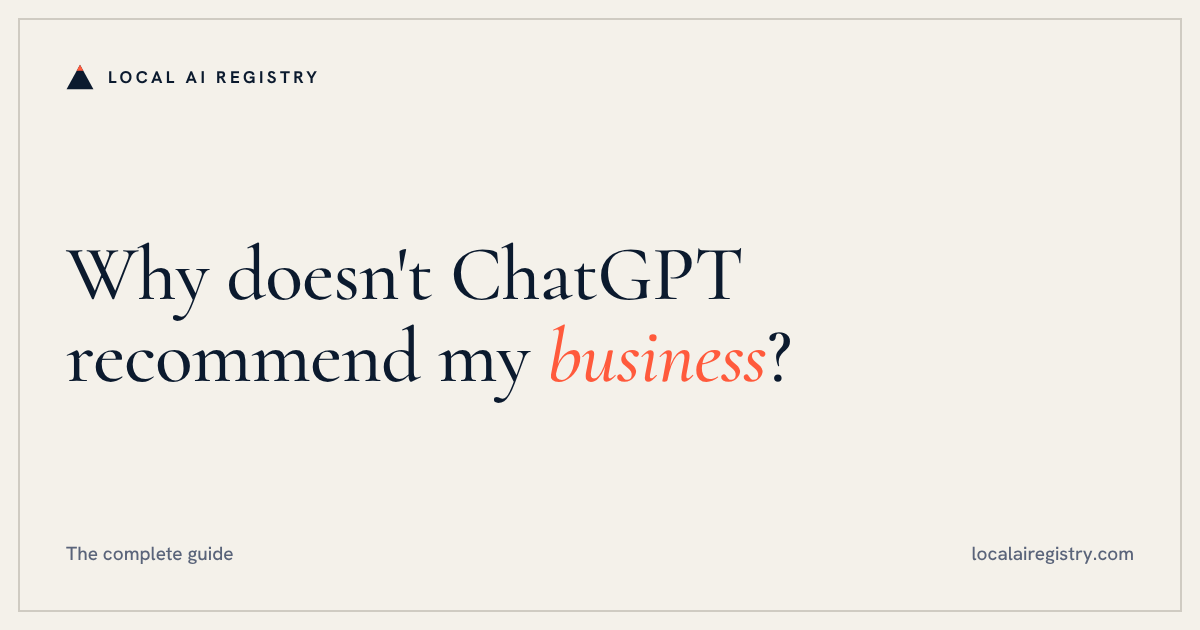 LOCAL AI REGISTRY
Why doesn't ChatGPT
recommend my business?
The complete guide
localairegistry.com